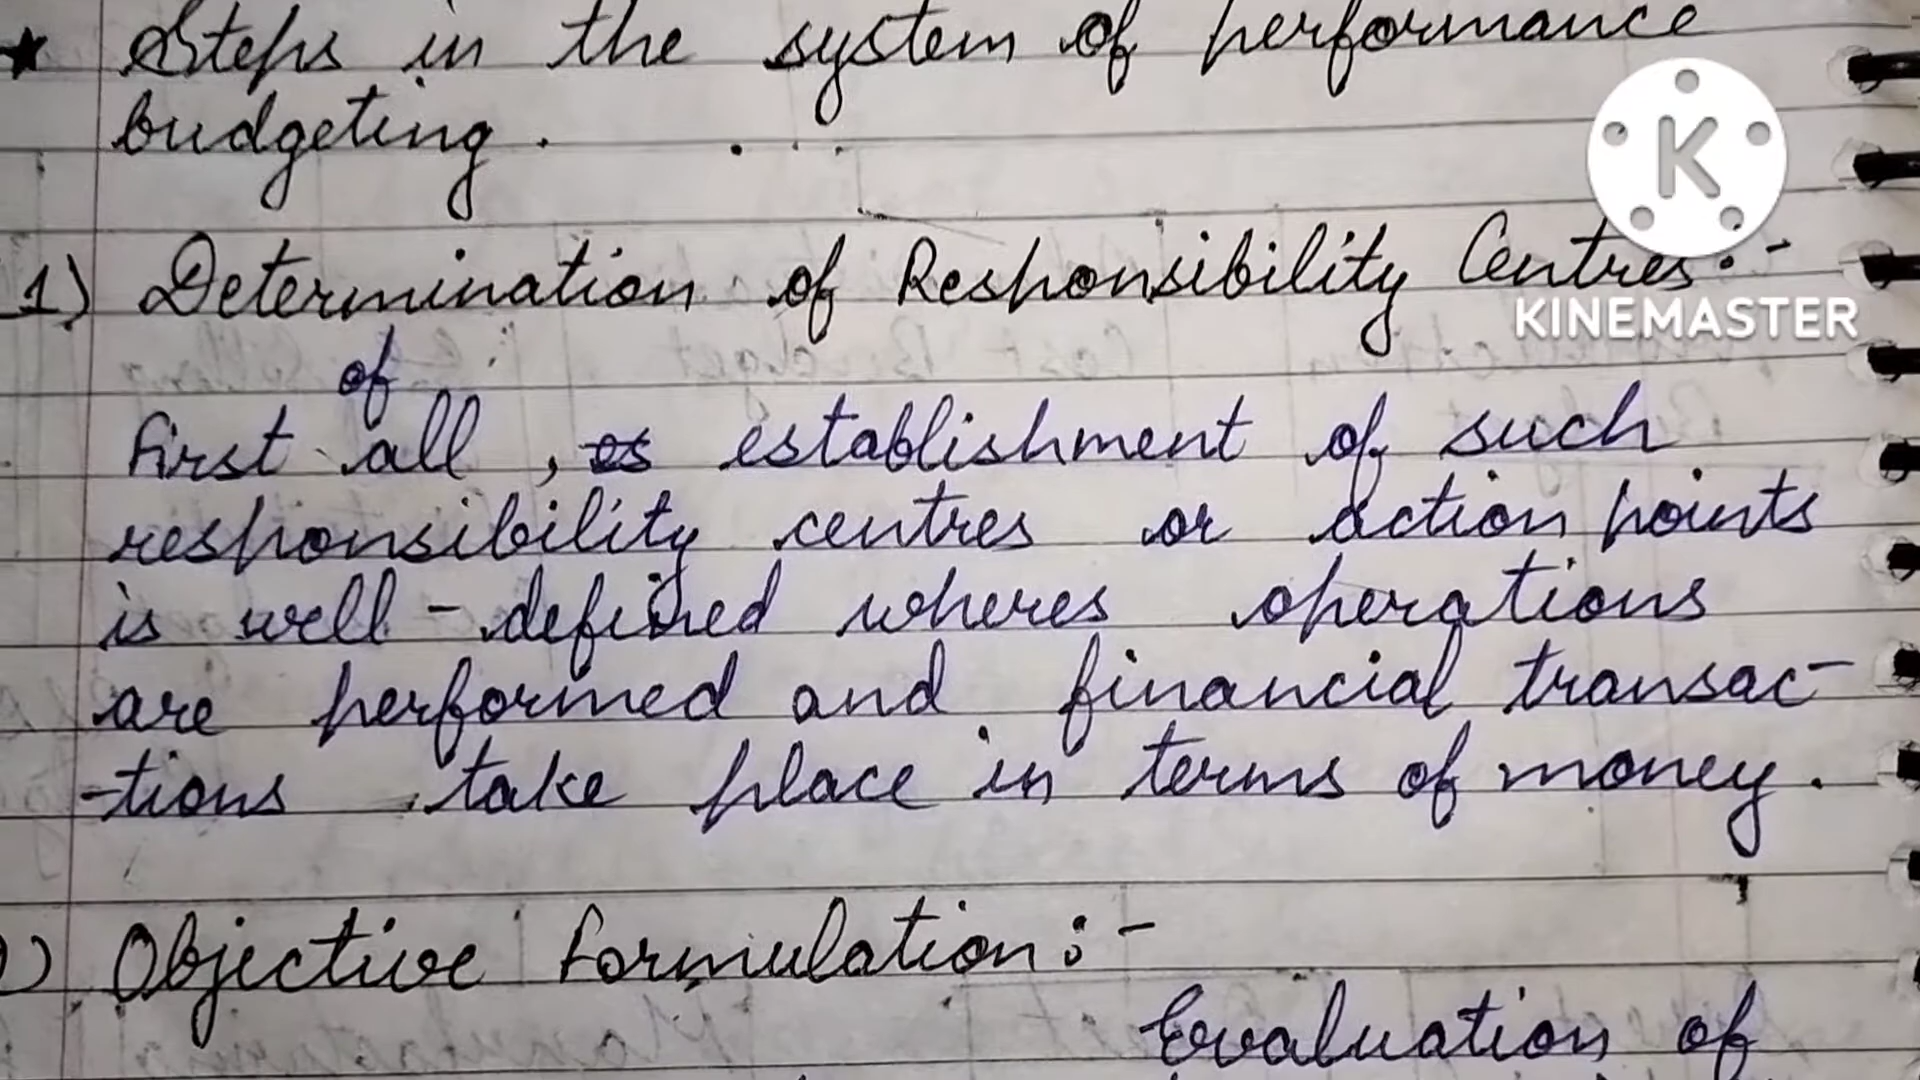 ★ Steps in the system of performance
budgeting.
1) Determination of Responsibility Centres:-
KINEMASTER
of
First all, es establishment of such
responsibility centres or action points
is well-defined wheres operations
are performed and financial transac-
-tions take place in terms of money.
) Objective Formulation:-
Evaluation of